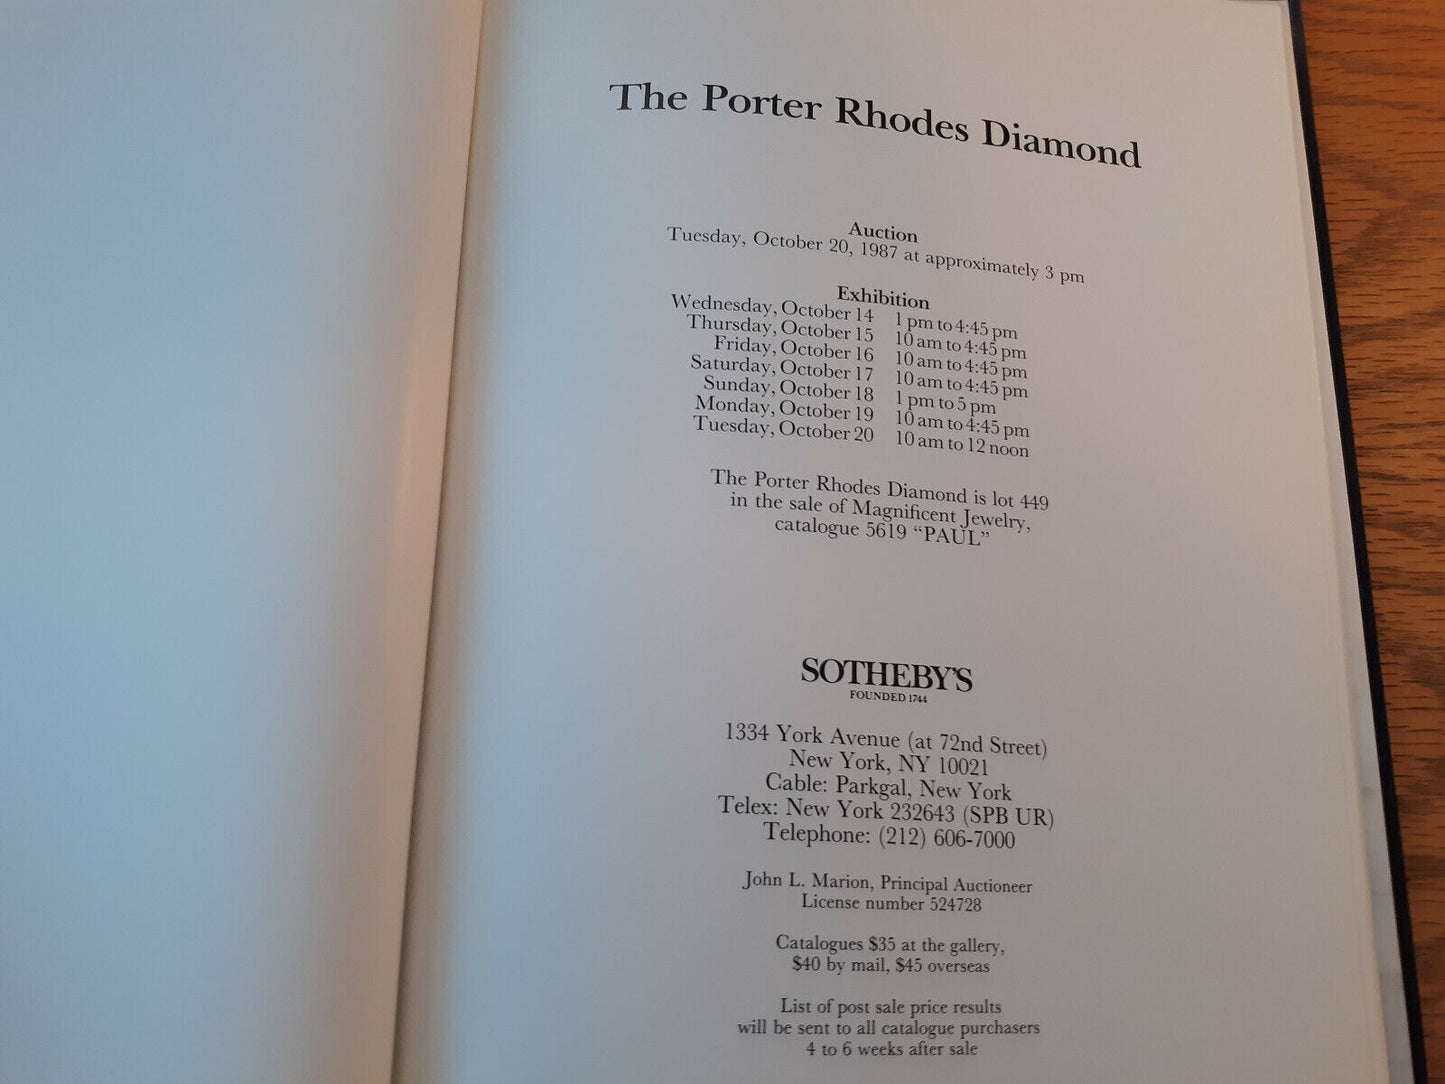 The Porter Rhodes Diamond
Auction
Tuesday, October 20, 1987 at approximately 3 pm
Exhibition
Wednesday, October 14 1 pm to 4:45 pm
Thursday, October 15 10 am to 4:45 pm
Friday, October 16 10 am to 4:45 pm
Saturday, October 17 10 am to 4:45 pm
Sunday, October 18 1 pm to 5 pm
Monday, October 19 10 am to 4:45 pm
Tuesday, October 20 10 am to 12 noon
The Porter Rhodes Diamond is lot 449
in the sale of Magnificent Jewelry,
catalogue 5619 “PAUL”
SOTHEBY'S
FOUNDED 1744
1334 York Avenue (at 72nd Street)
New York, NY 10021
Cable: Parkgal, New York
Telex: New York 232643 (SPB UR)
Telephone: (212) 606-7000
John L. Marion, Principal Auctioneer
License number 524728
Catalogues $35 at the gallery,
$40 by mail, $45 overseas
List of post sale price results
will be sent to all catalogue purchasers
4 to 6 weeks after sale